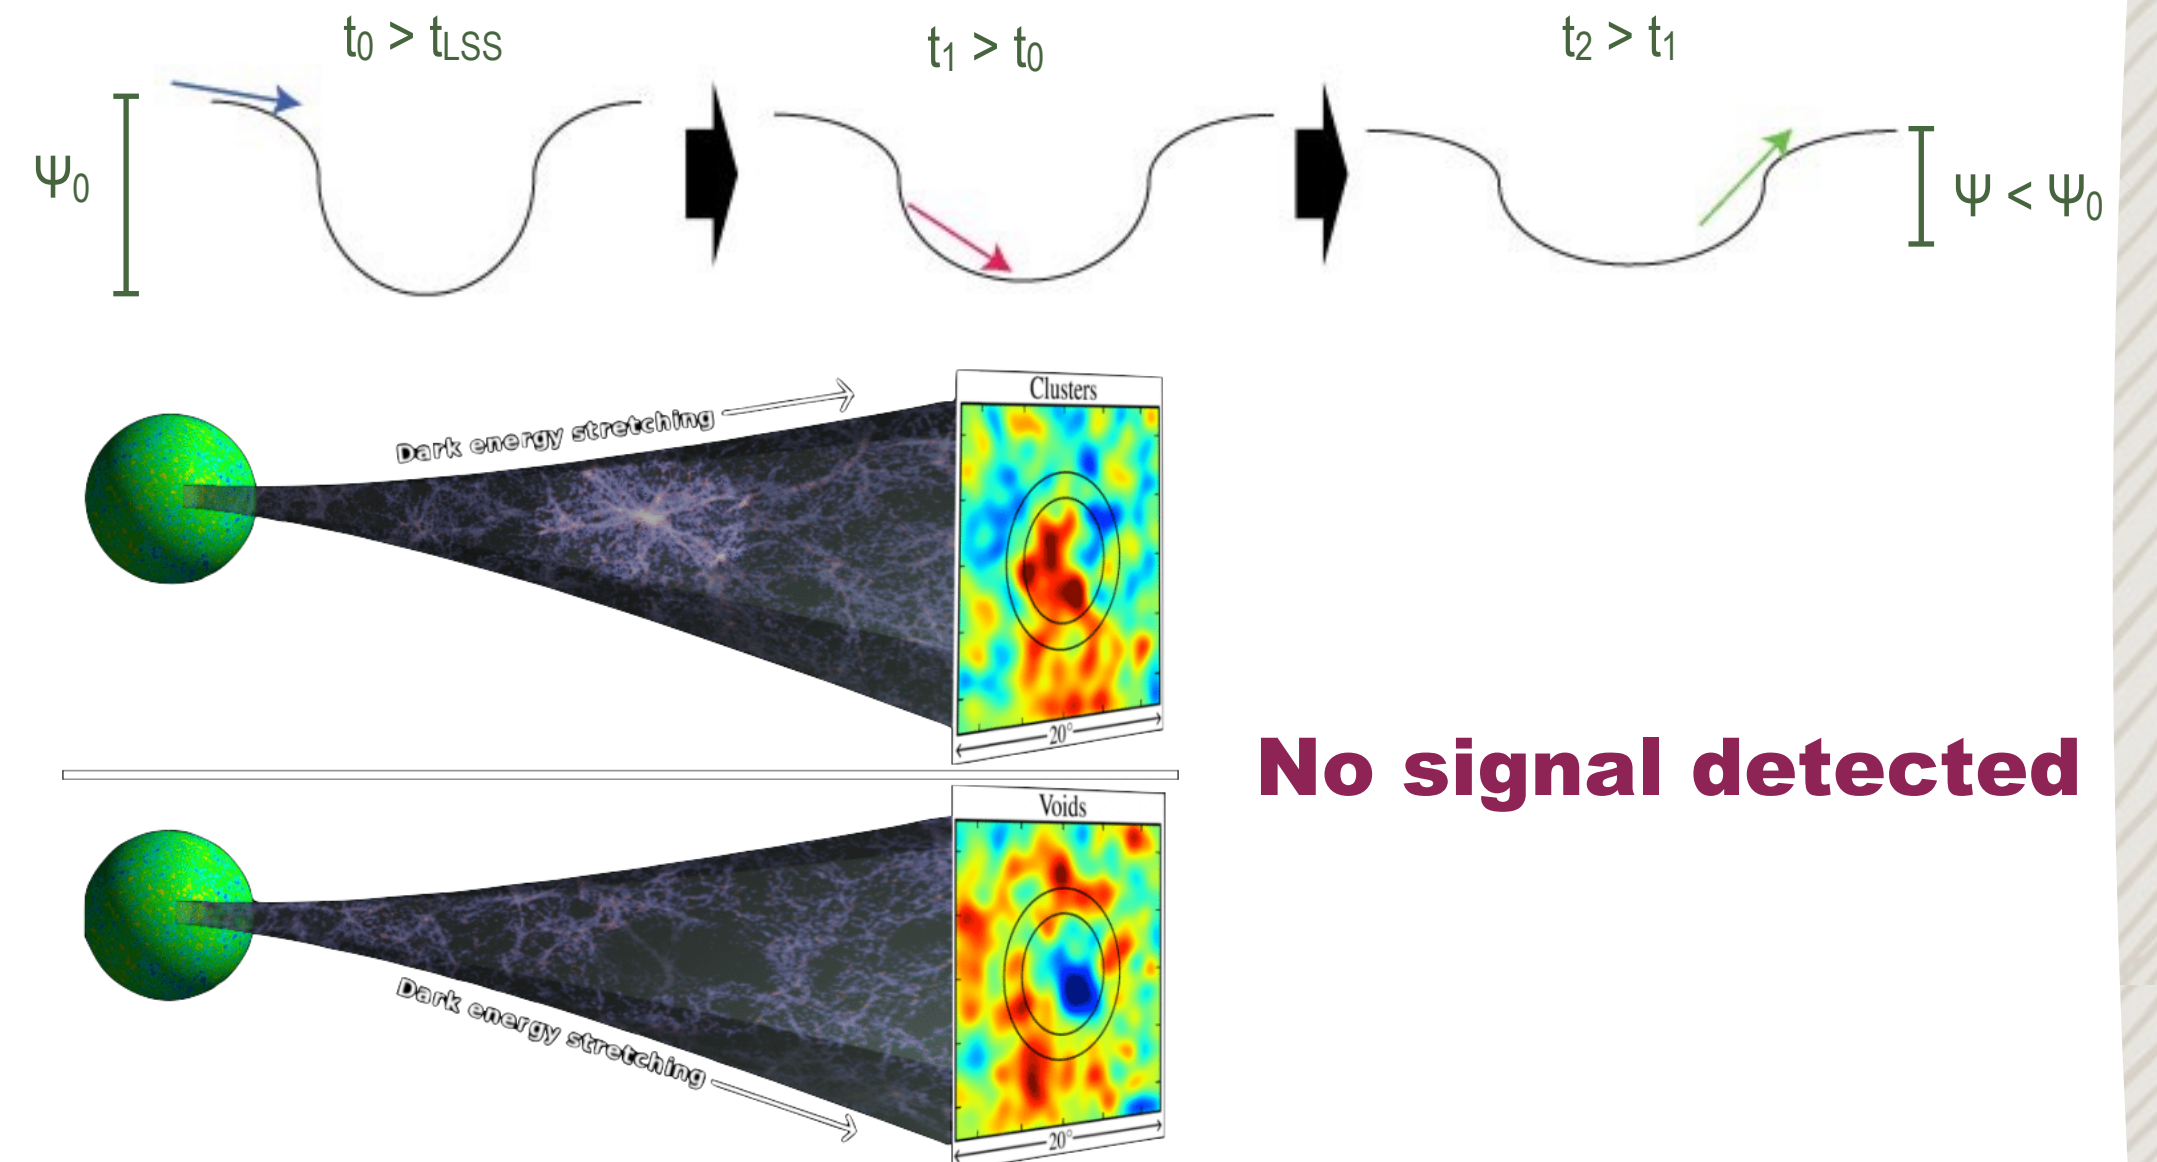 t₀ > tLSS
t₁ > t₀
t₂ > t₁
Ψ₀
Ψ < Ψ₀
Dark energy stretching
Clusters
20°
No signal detected
Voids
Dark energy stretching
20°